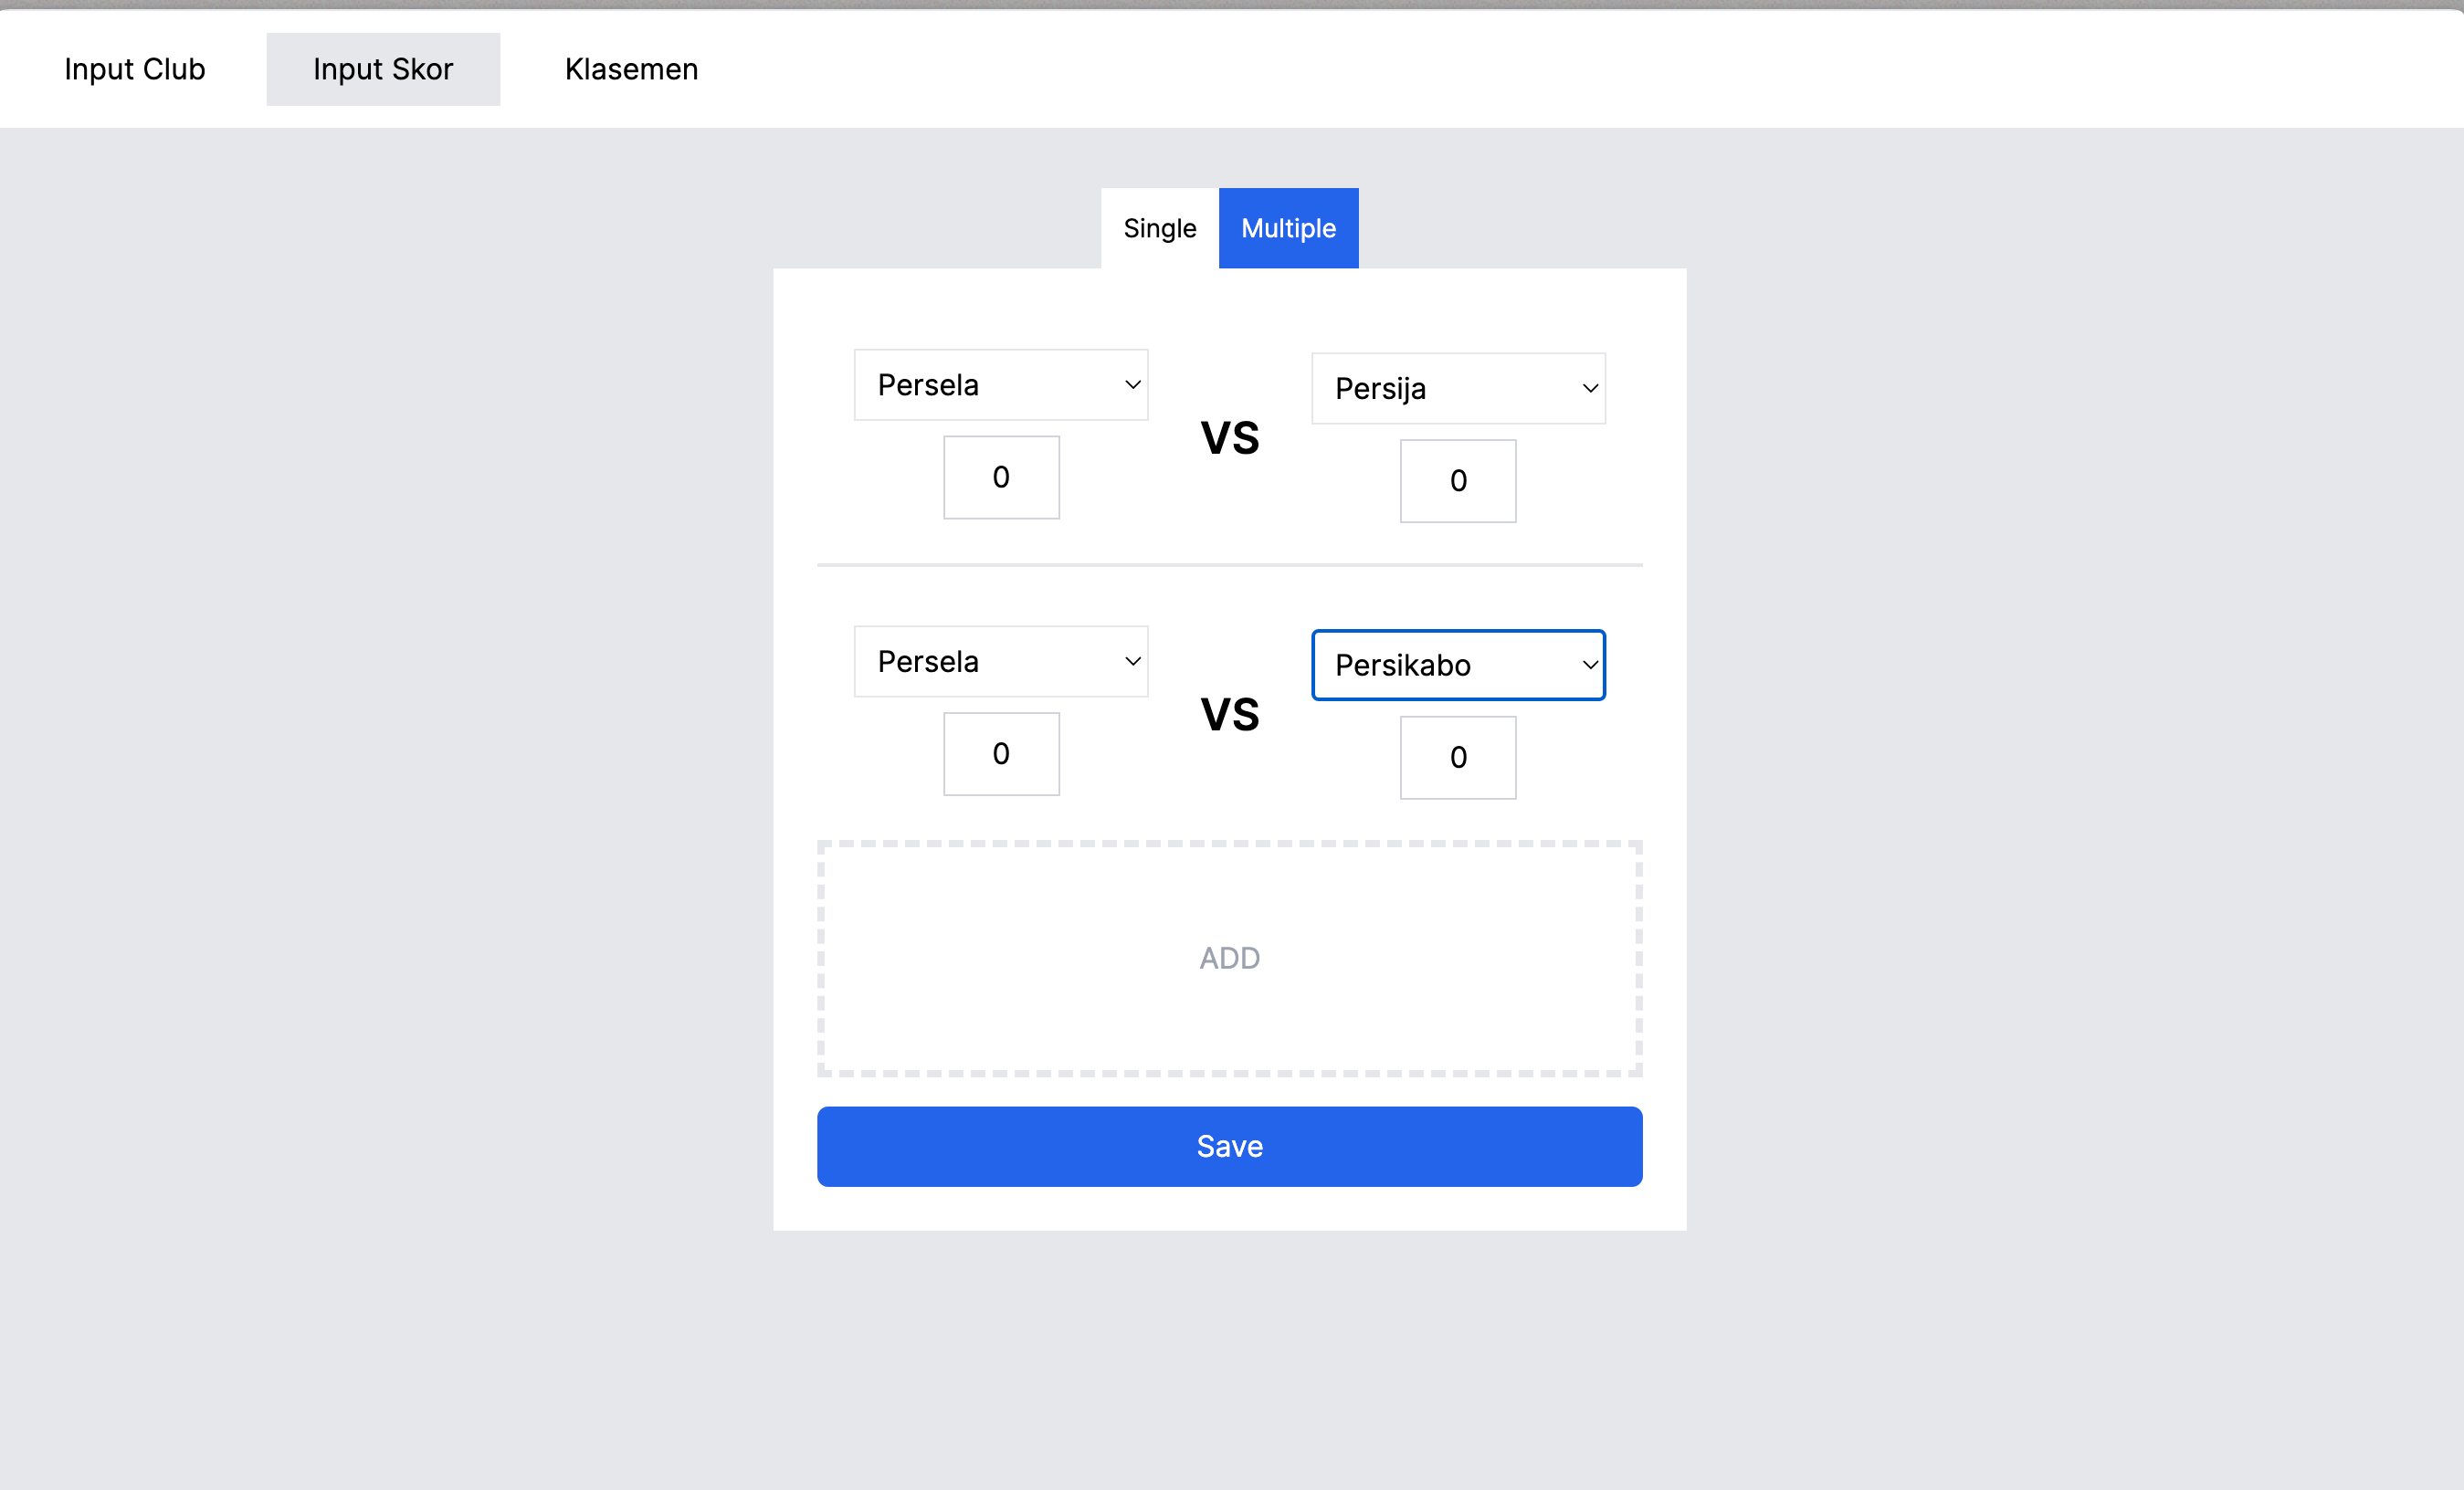 Input Club Input Skor Klasemen
Single Multiple
Persela VS Persija
0 0
Persela VS Persikabo
0 0
ADD
Save